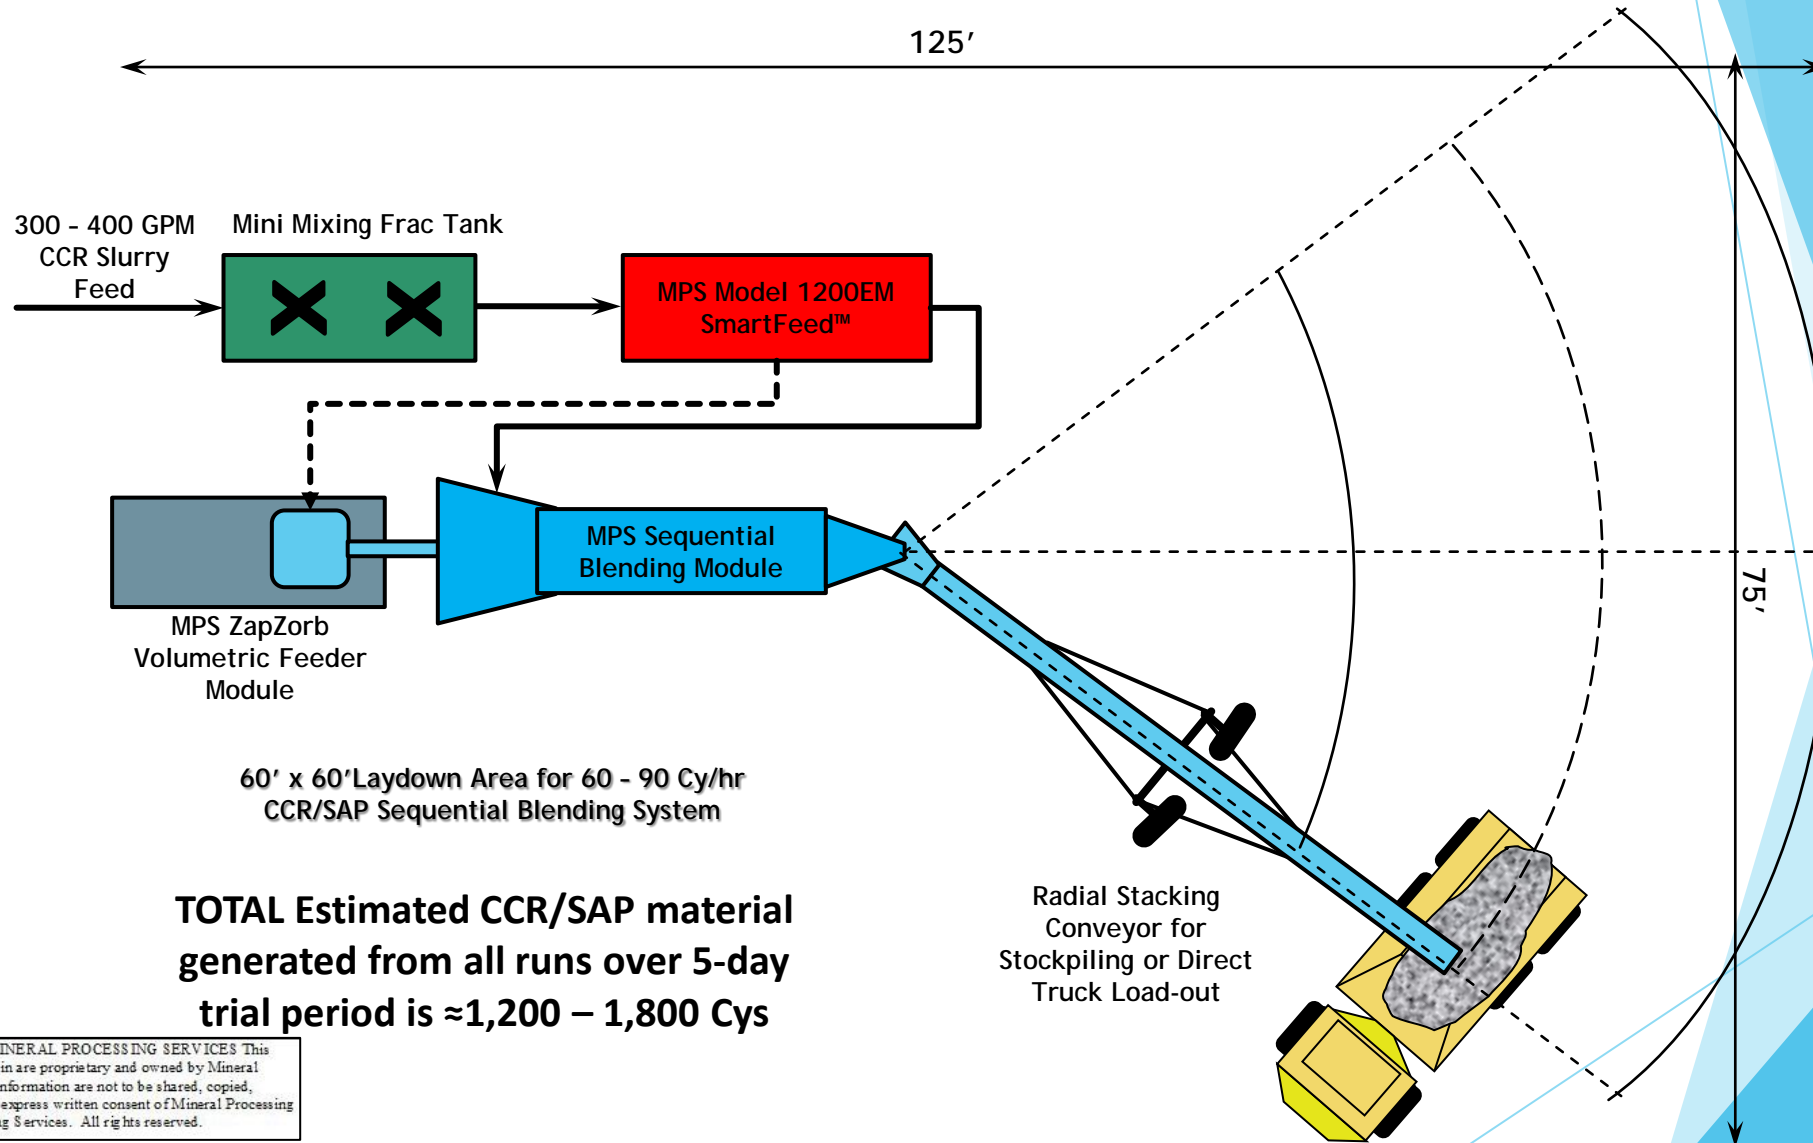 125'
300 - 400 GPM
CCR Slurry
Feed
Mini Mixing Frac Tank
MPS Model 1200EM
SmartFeed™
MPS Sequential
Blending Module
75'
MPS ZapZorb
Volumetric Feeder
Module
60' x 60'Laydown Area for 60 - 90 Cy/hr
CCR/SAP Sequential Blending System
TOTAL Estimated CCR/SAP material
generated from all runs over 5-day
trial period is ≈1,200 – 1,800 Cys
Radial Stacking
Conveyor for
Stockpiling or Direct
Truck Load-out
INERAL PROCESSING SERVICES This
in are proprietary and owned by Mineral
nformation are not to be shared, copied,
express written consent of Mineral Processing
g Services. All rights reserved.